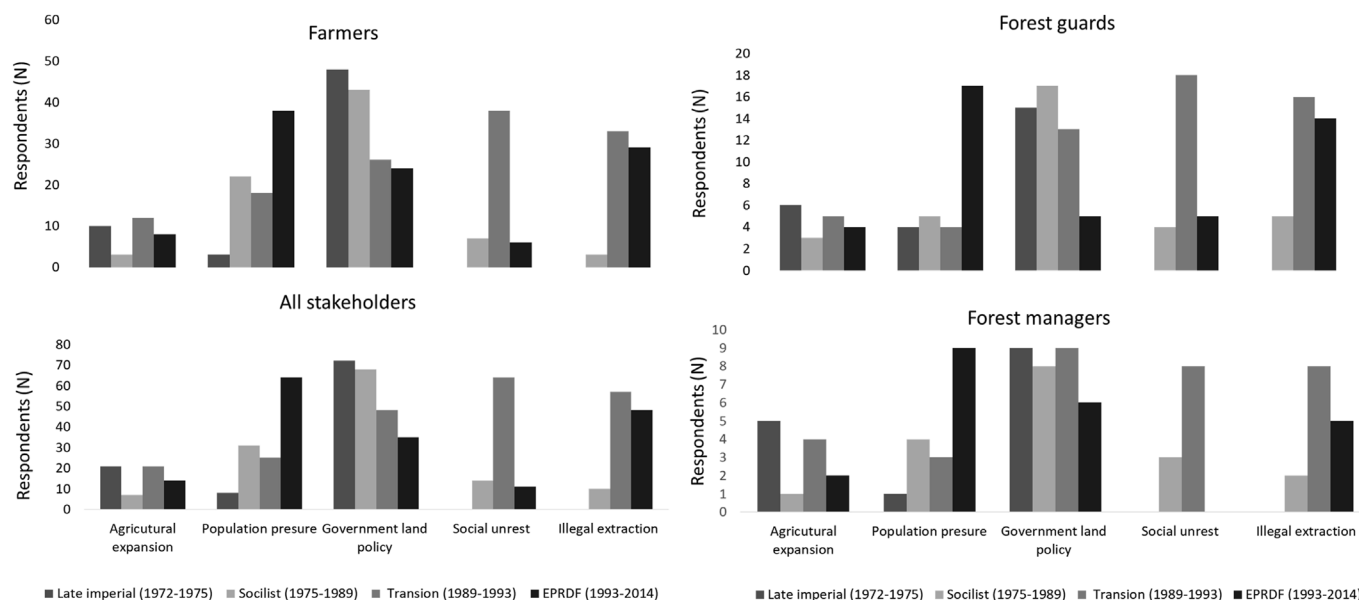 Farmers
Respondents (N)
60
50
40
30
20
10
0
Forest guards
Respondents (N)
20
18
16
14
12
10
8
6
4
2
0
All stakeholders
Respondents (N)
80
70
60
50
40
30
20
10
0
Agricutural
expansion
Population presure
Government land
policy
Social unrest
Illegal extraction
Forest managers
Respondents (N)
10
9
8
7
6
5
4
3
2
1
0
Agricutural
expansion
Population presure
Government land
policy
Social unrest
Illegal extraction
Late imperial (1972-1975) Socilist (1975-1989) Transion (1989-1993) EPRDF (1993-2014)
Late imperial (1972-1975) Socilist (1975-1989) Transion (1989-1993) EPRDF (1993-2014)